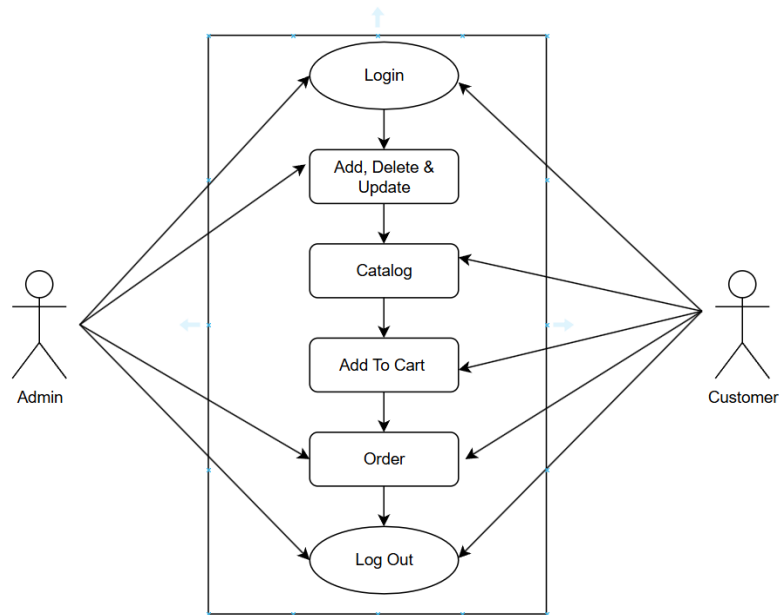 Login
Add, Delete &
Update
Catalog
Add To Cart
Admin
Customer
Order
Log Out